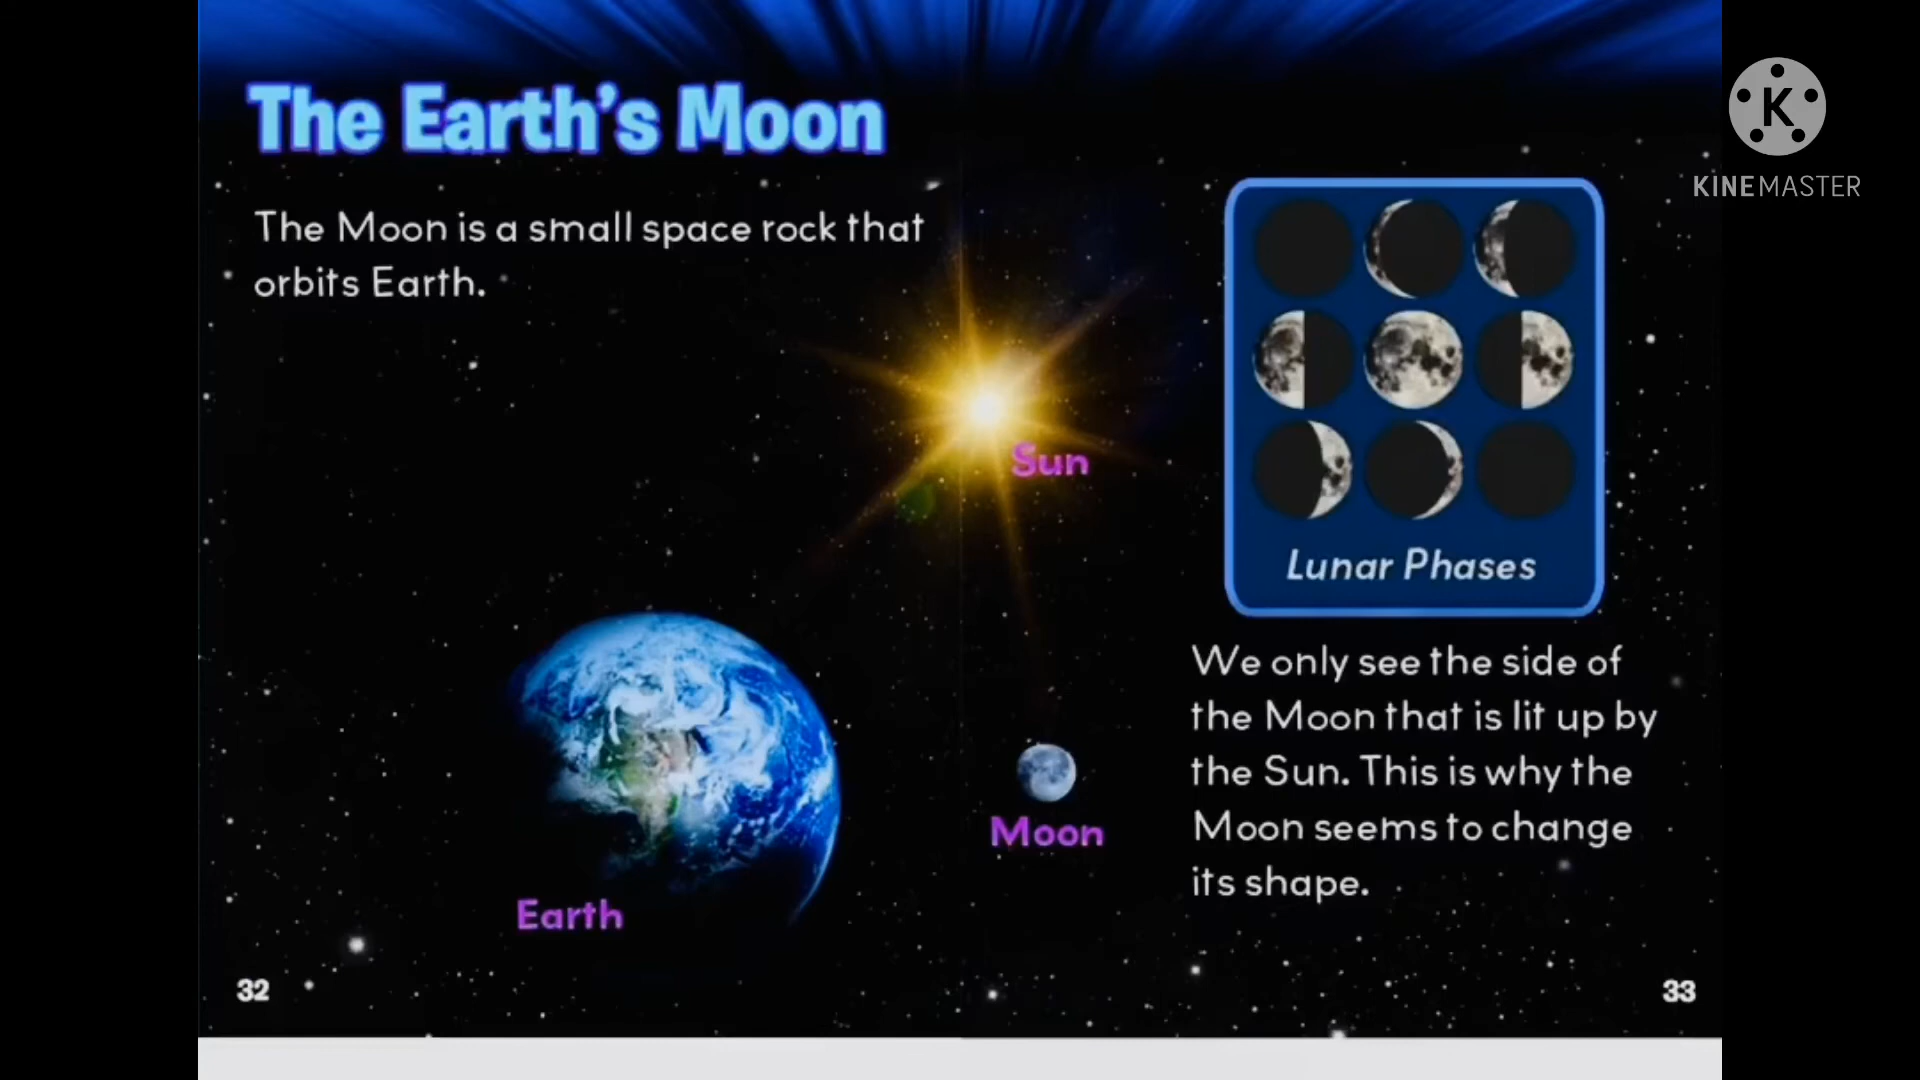 The Earth's Moon
The Moon is a small space rock that
orbits Earth.
Sun
Earth
Moon
Lunar Phases
We only see the side of
the Moon that is lit up by
the Sun. This is why the
Moon seems to change
its shape.
32
33
K
KINEMASTER